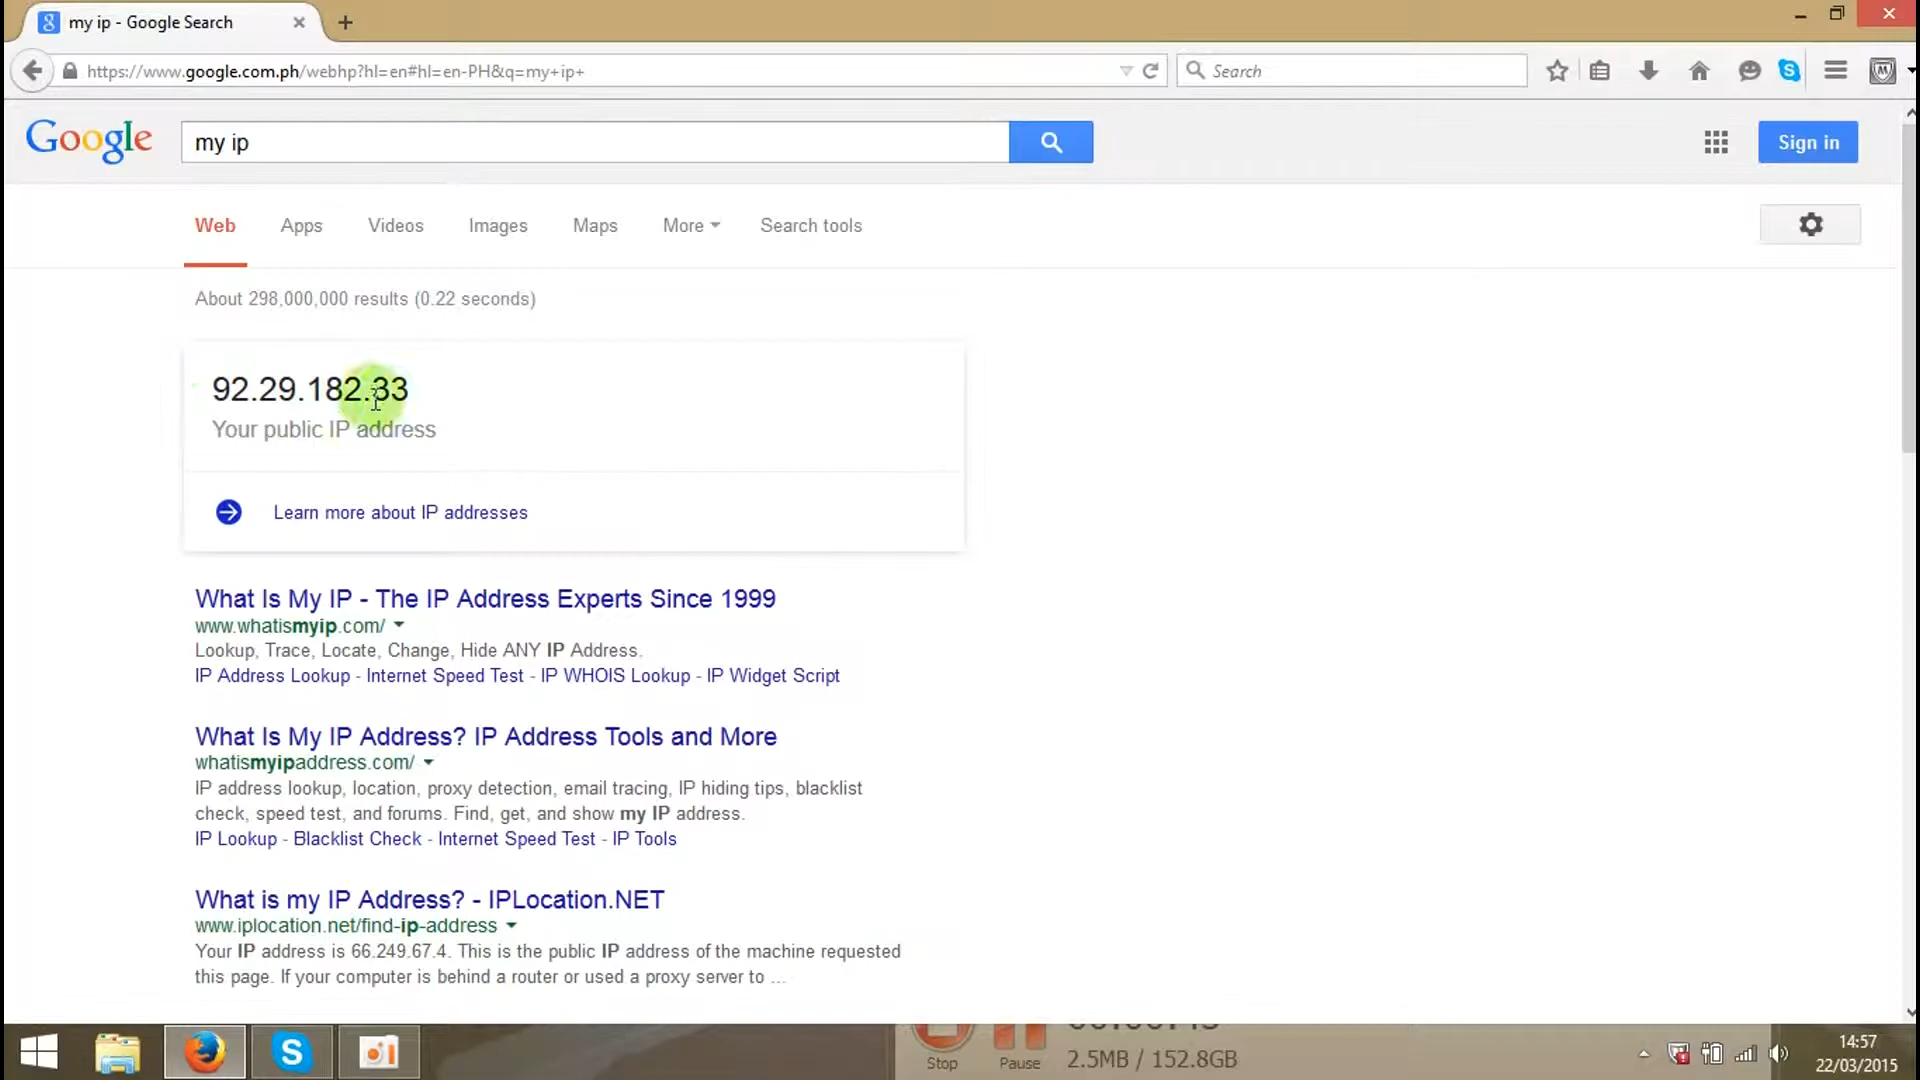 my ip - Google Search
https://www.google.com.ph/webhp?hl=en#hl=en-PH&q=my+ip+
Search
Google
my ip
Sign in
Web Apps Videos Images Maps More Search tools
About 298,000,000 results (0.22 seconds)
92.29.182.33
Your public IP address
Learn more about IP addresses
What Is My IP - The IP Address Experts Since 1999
www.whatismyip.com/
Lookup, Trace, Locate, Change, Hide ANY IP Address.
IP Address Lookup - Internet Speed Test - IP WHOIS Lookup - IP Widget Script
What Is My IP Address? IP Address Tools and More
whatismyipaddress.com/
IP address lookup, location, proxy detection, email tracing, IP hiding tips, blacklist
check, speed test, and forums. Find, get, and show my IP address.
IP Lookup - Blacklist Check - Internet Speed Test - IP Tools
What is my IP Address? - IPLocation.NET
www.iplocation.net/find-ip-address
Your IP address is 66.249.67.4. This is the public IP address of the machine requested
this page. If your computer is behind a router or used a proxy server to ...
Stop Pause 2.5MB / 152.8GB
14:57
22/03/2015